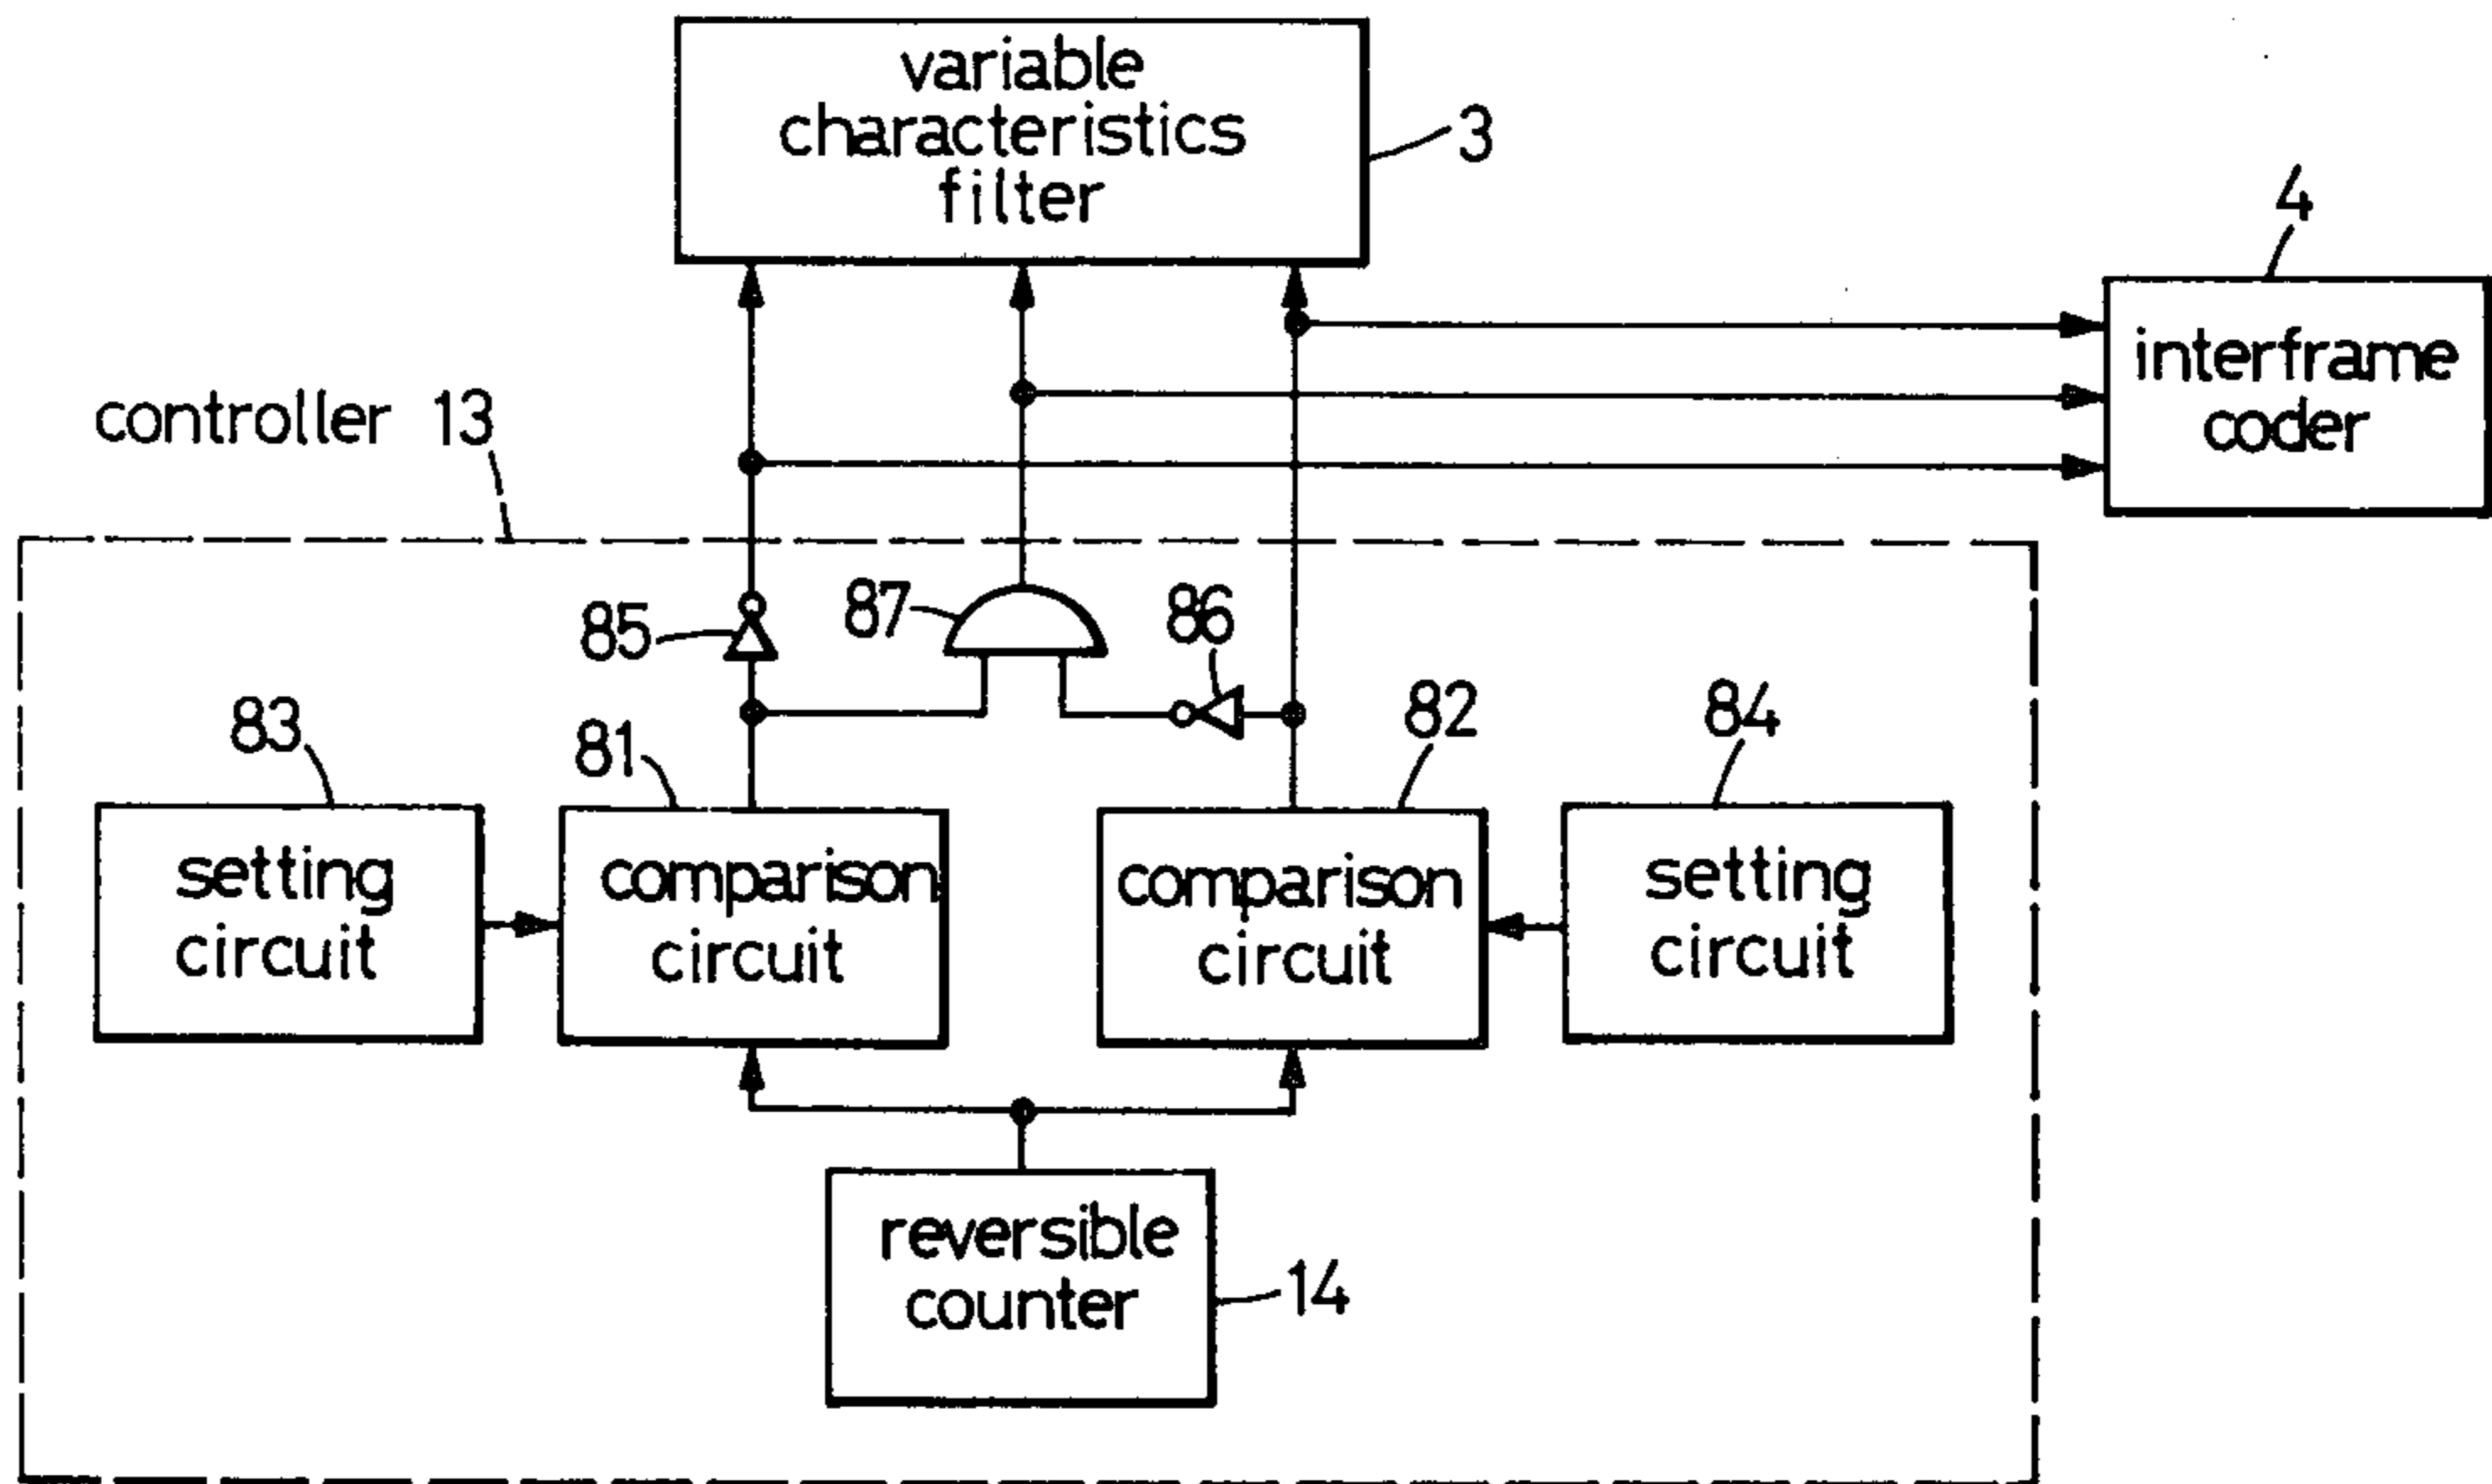 variable
characteristics
filter
3
4
interframe
coder
controller 13
85
87
86
83
81
82
84
setting
circuit
comparison
circuit
comparison
circuit
setting
circuit
reversible
counter
14